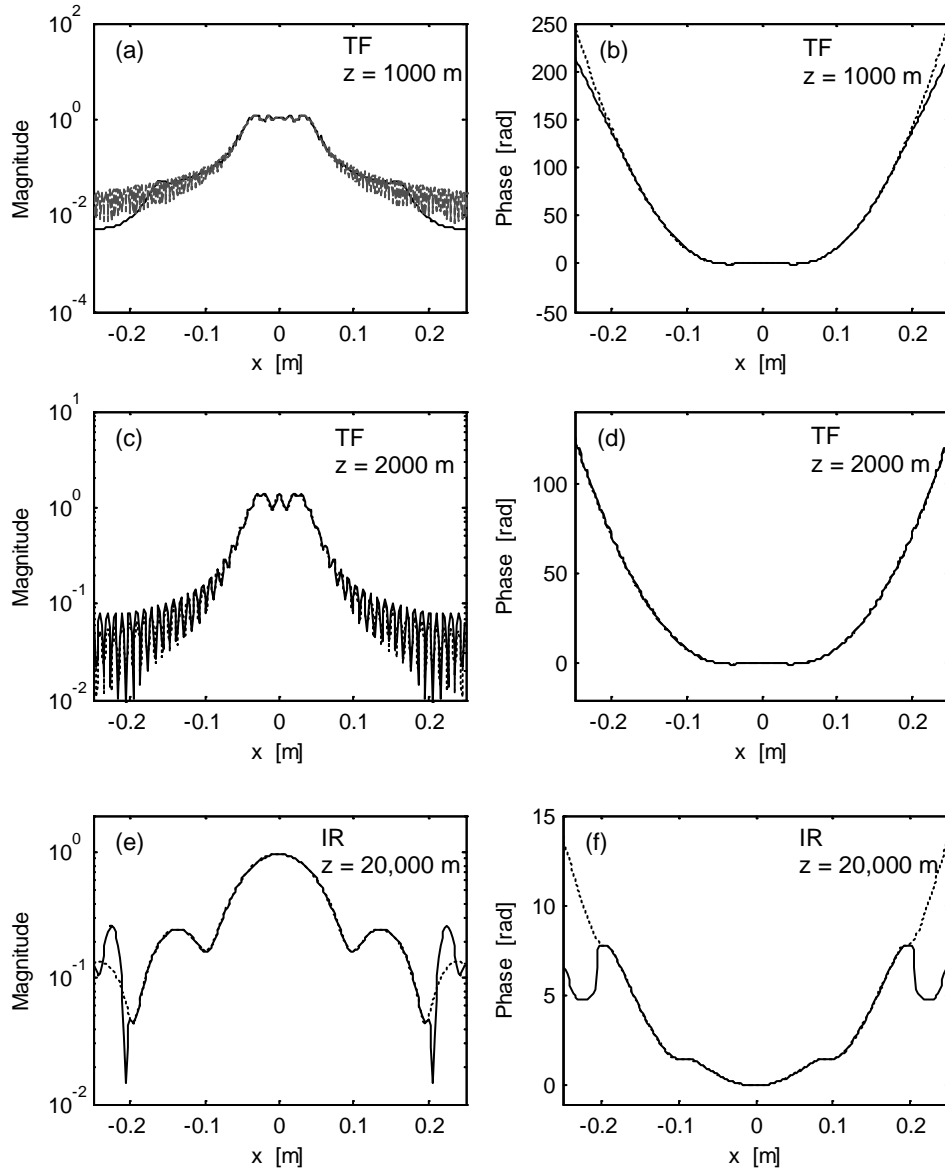 (a)
TF
z = 1000 m
10^2
10^0
10^-2
10^-4
Magnitude
-0.2
-0.1
0
0.1
0.2
x [m]
(b)
TF
z = 1000 m
250
200
150
100
50
0
-50
Phase [rad]
-0.2
-0.1
0
0.1
0.2
x [m]
(c)
TF
z = 2000 m
10^1
10^0
10^-1
10^-2
Magnitude
-0.2
-0.1
0
0.1
0.2
x [m]
(d)
TF
z = 2000 m
100
50
0
Phase [rad]
-0.2
-0.1
0
0.1
0.2
x [m]
(e)
IR
z = 20,000 m
10^0
10^-1
10^-2
Magnitude
-0.2
-0.1
0
0.1
0.2
x [m]
(f)
IR
z = 20,000 m
15
10
5
0
Phase [rad]
-0.2
-0.1
0
0.1
0.2
x [m]